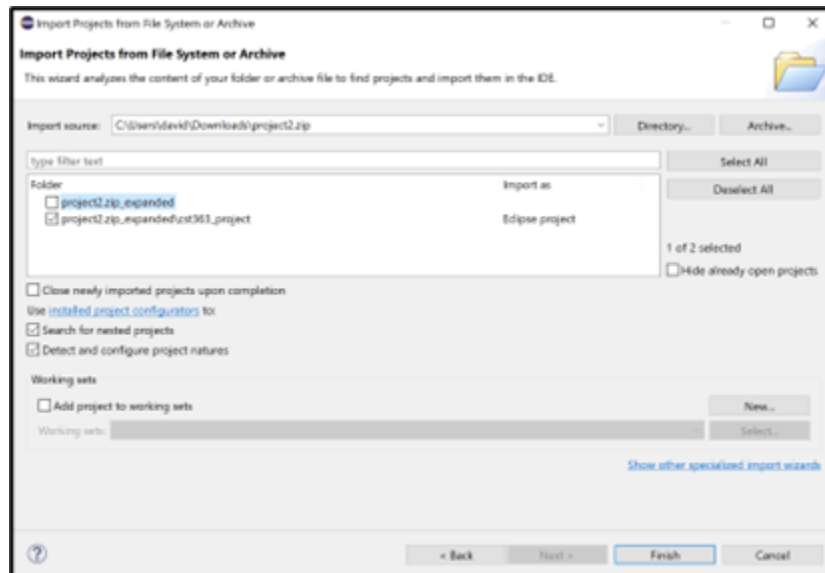 Import Projects from File System or Archive
Import Projects from File System or Archive
This wizard analyzes the content of your folder or archive file to find projects and import them in the IDE.
Import source: C:\Users\david\Downloads\project2.zip Directory... Archive...
type filter text Select All
Folder Import as Deselect All
project2.zip_expanded
project2.zip_expanded\cst363_project Eclipse project
1 of 2 selected
Hide already open projects
Close newly imported projects upon completion
Use installed project configurators to:
Search for nested projects
Detect and configure project natures
Working sets
Add project to working sets New...
Working sets: Select...
Show other specialized import wizards
? < Back Next > Finish Cancel